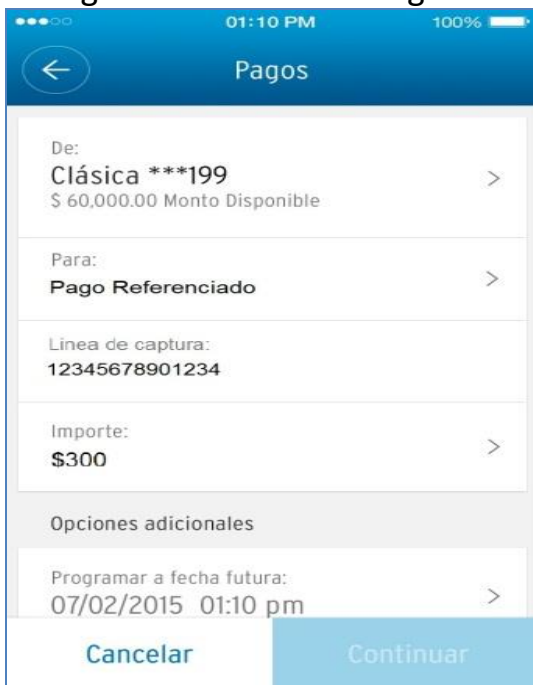 01:10 PM 100%
Pagos
De:
Clásica ***199
$ 60,000.00 Monto Disponible
Para:
Pago Referenciado
Linea de captura:
12345678901234
Importe:
$300
Opciones adicionales
Programar a fecha futura:
07/02/2015 01:10 pm
Cancelar Continuar